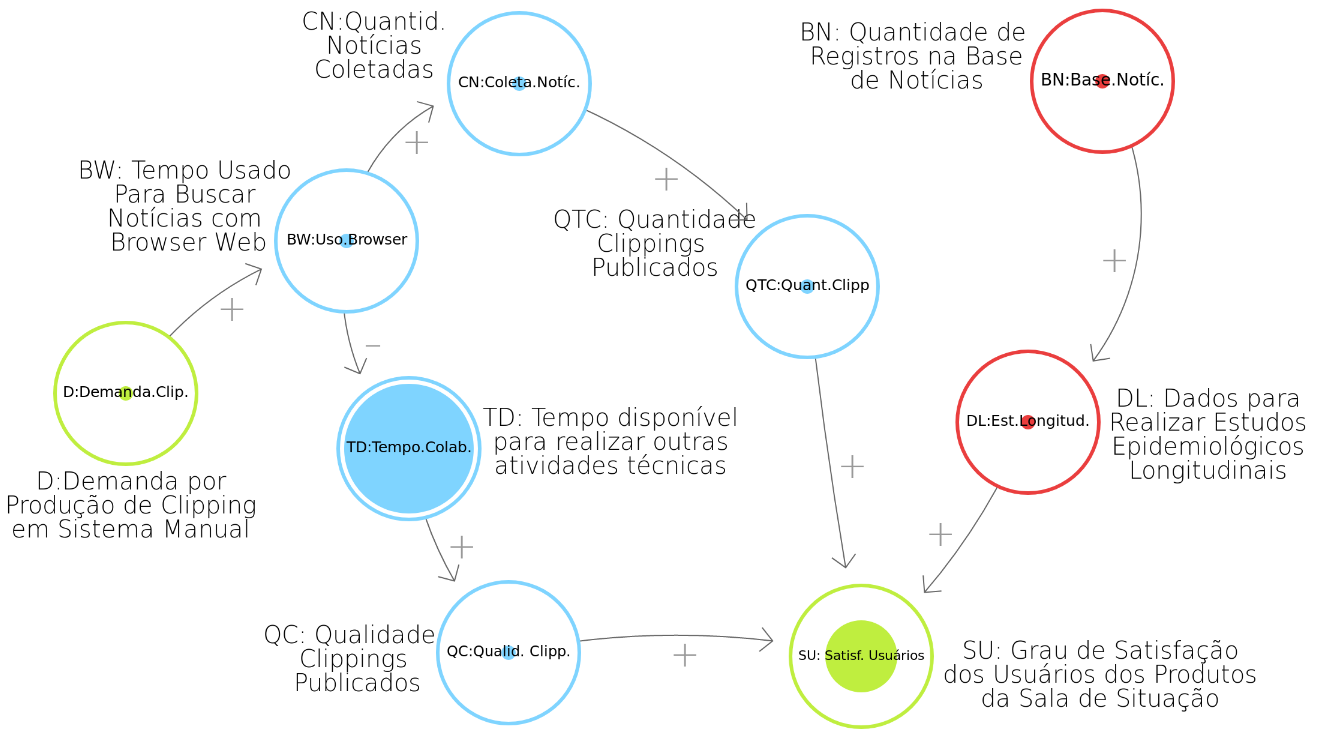 CN:Quantid.
Notícias
Coletadas
CN:Coleta.Notíc.
BN: Quantidade de
Registros na Base
de Notícias
BN:Base.Notíc.
+
BW: Tempo Usado
Para Buscar
Notícias com
Browser Web
BW:Uso.Browser
+
QTC: Quantidade
Clippings
Publicados
QTC:Quant.Clipp
+
+
–
D:Demanda.Clip.
D:Demanda por
Produção de Clipping
em Sistema Manual
TD:Tempo.Colab.
TD: Tempo disponível
para realizar outras
atividades técnicas
DL:Est.Longitud.
DL: Dados para
Realizar Estudos
Epidemiológicos
Longitudinais
+
+
+
QC: Qualidade
Clippings
Publicados
QC:Qualid. Clipp.
+
SU: Satisf. Usuários
SU: Grau de Satisfação
dos Usuários dos Produtos
da Sala de Situação